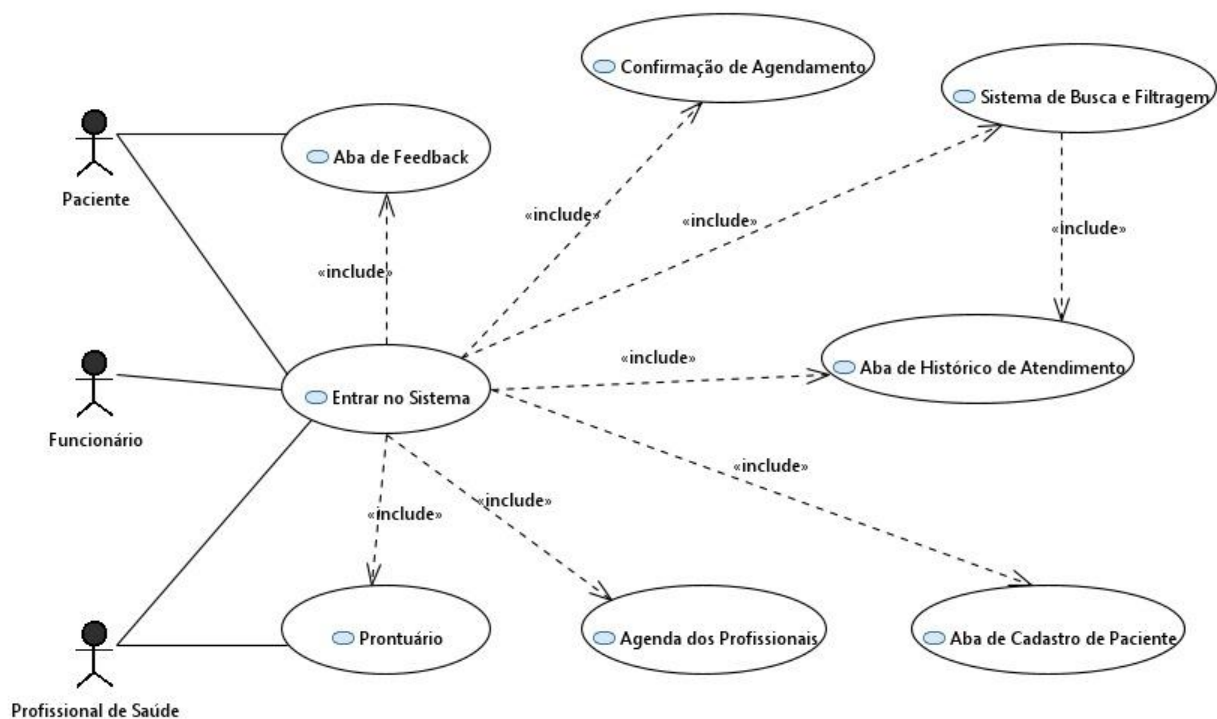 Confirmação de Agendamento
Sistema de Busca e Filtragem
Aba de Feedback
Paciente
«include»
«include»
«include»
«include»
«include»
Aba de Histórico de Atendimento
Entrar no Sistema
Funcionário
«include»
«include»
«include»
Prontuário
Agenda dos Profissionais
Aba de Cadastro de Paciente
Profissional de Saúde